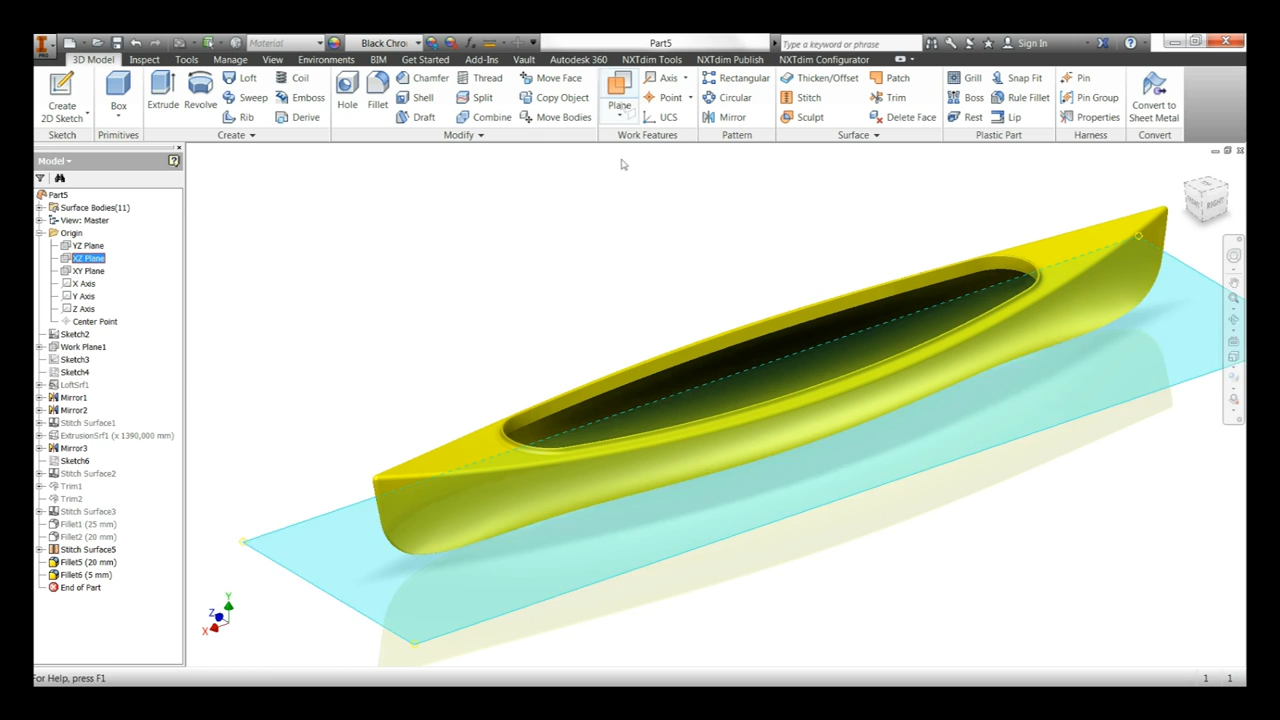 Material Black Chro Part5 Type a keyword or phrase Sign In
PRO 3D Model Inspect Tools Manage View Environments BIM Get Started Add-Ins Vault Autodesk 360 NXTdim Tools NXTdim Publish NXTdim Configurator
Loft Coil Chamfer Thread Move Face Axis Rectangular Thicken/Offset Patch Grill Snap Fit Pin
Create 2D Sketch Box Extrude Revolve Sweep Emboss Hole Fillet Shell Split Copy Object Plane Point Circular Stitch Trim Boss Rule Fillet Pin Group Convert to Sheet Metal
Rib Derive Draft Combine Move Bodies UCS Mirror Sculpt Delete Face Rest Lip Properties
Sketch Primitives Create Modify Work Features Pattern Surface Plastic Part Harness Convert
Model
Part5
Surface Bodies(11)
View: Master
Origin
YZ Plane
XZ Plane
XY Plane
X Axis
Y Axis
Z Axis
Center Point
Sketch2
Work Plane1
Sketch3
Sketch4
LoftSrf1
Mirror1
Mirror2
Stitch Surface1
ExtrusionSrf1 (x 1390,000 mm)
Mirror3
Sketch6
Stitch Surface2
Trim1
Trim2
Stitch Surface3
Fillet1 (25 mm)
Fillet2 (20 mm)
Stitch Surface5
Fillet5 (20 mm)
Fillet6 (5 mm)
End of Part
RIGHT
Y
Z
X
For Help, press F1 1 1